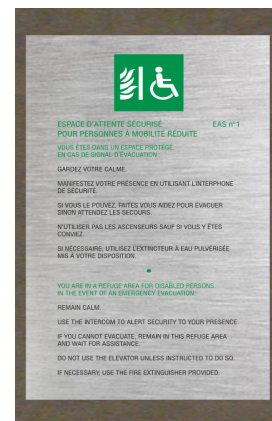 ESPACE D'ATTENTE SÉCURISÉ EAS n°1
POUR PERSONNES À MOBILITÉ RÉDUITE
VOUS ÊTES DANS UN ESPACE PROTÉGÉ.
EN CAS DE SIGNAL D'ÉVACUATION :
GARDEZ VOTRE CALME.
MANIFESTEZ VOTRE PRÉSENCE EN UTILISANT L'INTERPHONE
DE SÉCURITÉ.
SI VOUS LE POUVEZ, FAITES VOUS AIDEZ POUR ÉVACUER
SINON ATTENDEZ LES SECOURS.
N'UTILISER PAS LES ASCENSEURS SAUF SI VOUS Y ÊTES
CONVIEZ.
SI NÉCESSAIRE, UTILISEZ L'EXTINCTEUR À EAU PULVÉRISÉE
MIS À VOTRE DISPOSITION.
YOU ARE IN A REFUGE AREA FOR DISABLED PERSONS.
IN THE EVENT OF AN EMERGENCY EVACUATION:
REMAIN CALM.
USE THE INTERCOM TO ALERT SECURITY TO YOUR PRESENCE.
IF YOU CANNOT EVACUATE, REMAIN IN THIS REFUGE AREA
AND WAIT FOR ASSISTANCE.
DO NOT USE THE ELEVATOR UNLESS INSTRUCTED TO DO SO.
IF NECESSARY, USE THE FIRE EXTINGUISHER PROVIDED.